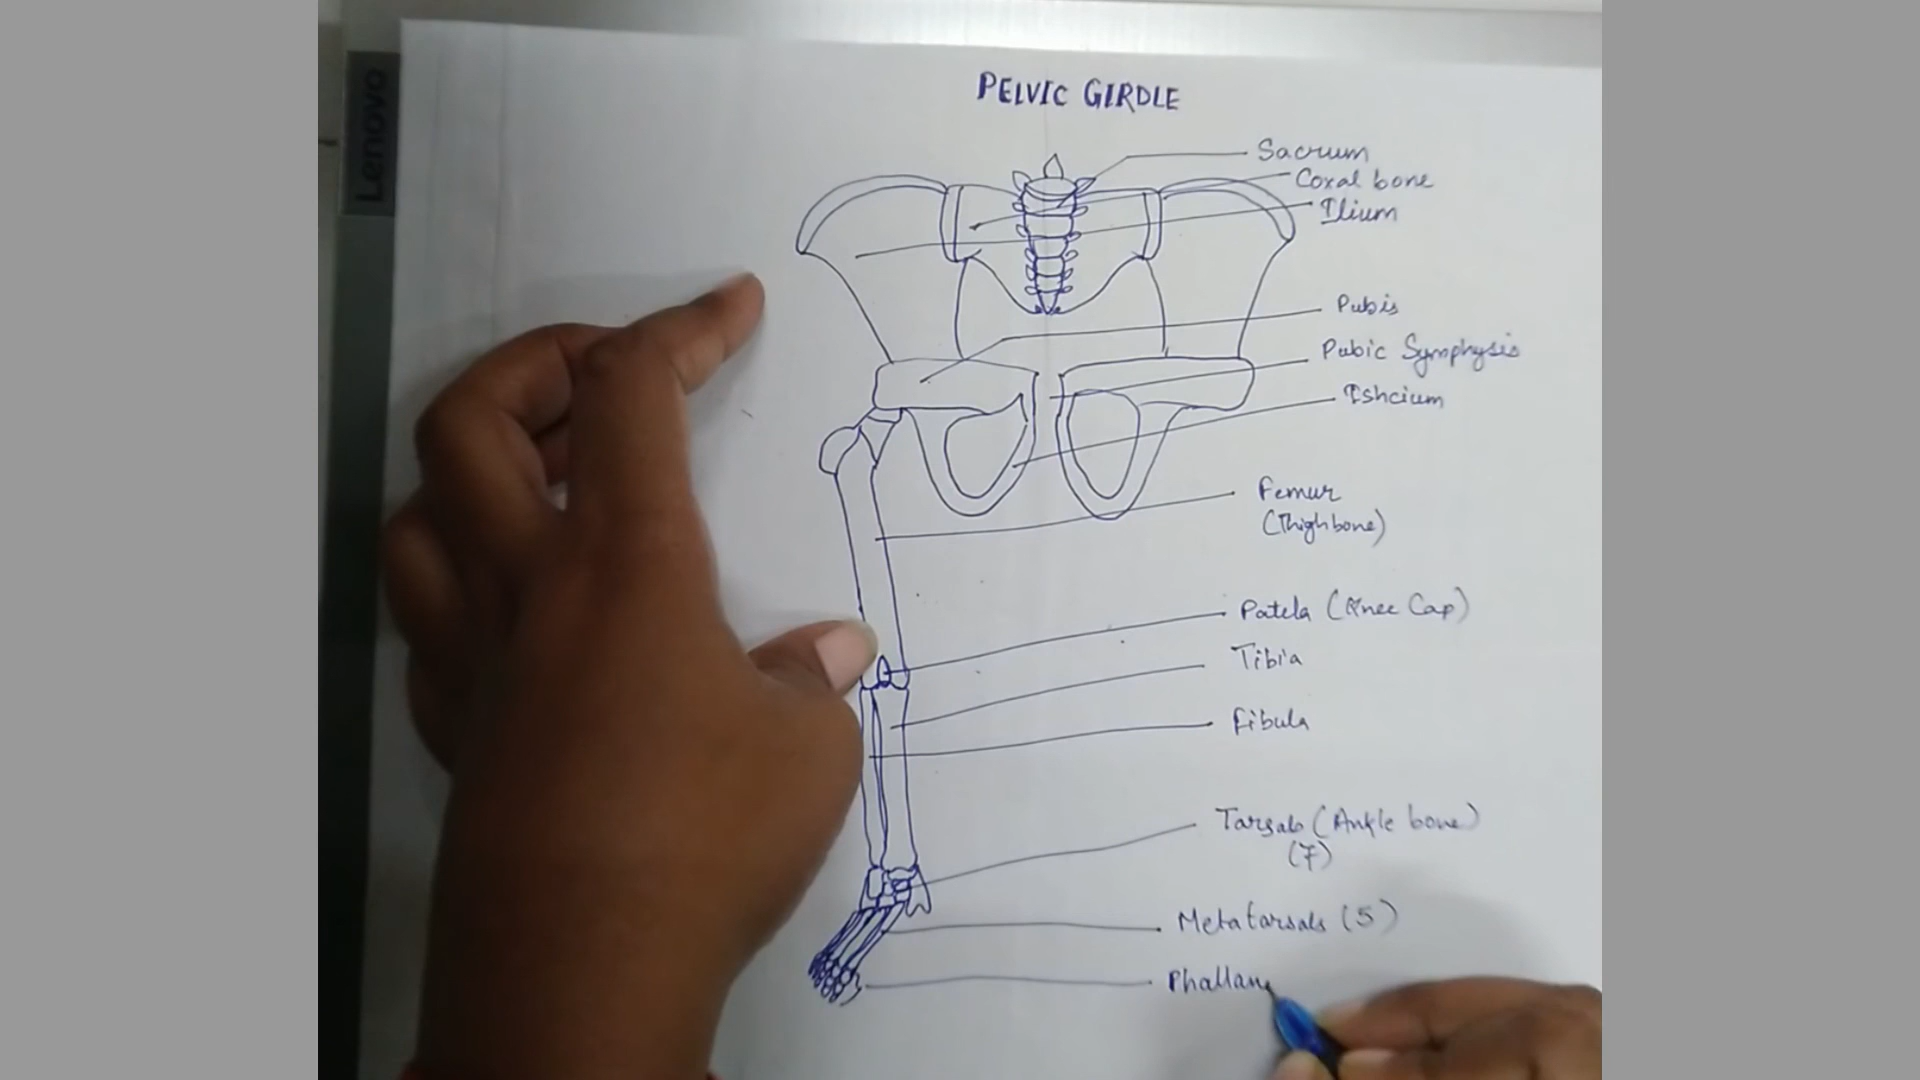 Lenovo
PELVIC GIRDLE
Sacrum
Coxal bone
Ilium
Pubis
Pubic Symphysis
Ishcium
Femur
(Thighbone)
Patela (Knee Cap)
Tibia
Fibula
Tarsals (Ankle bone)
(7)
Metatarsals (5)
Phallan